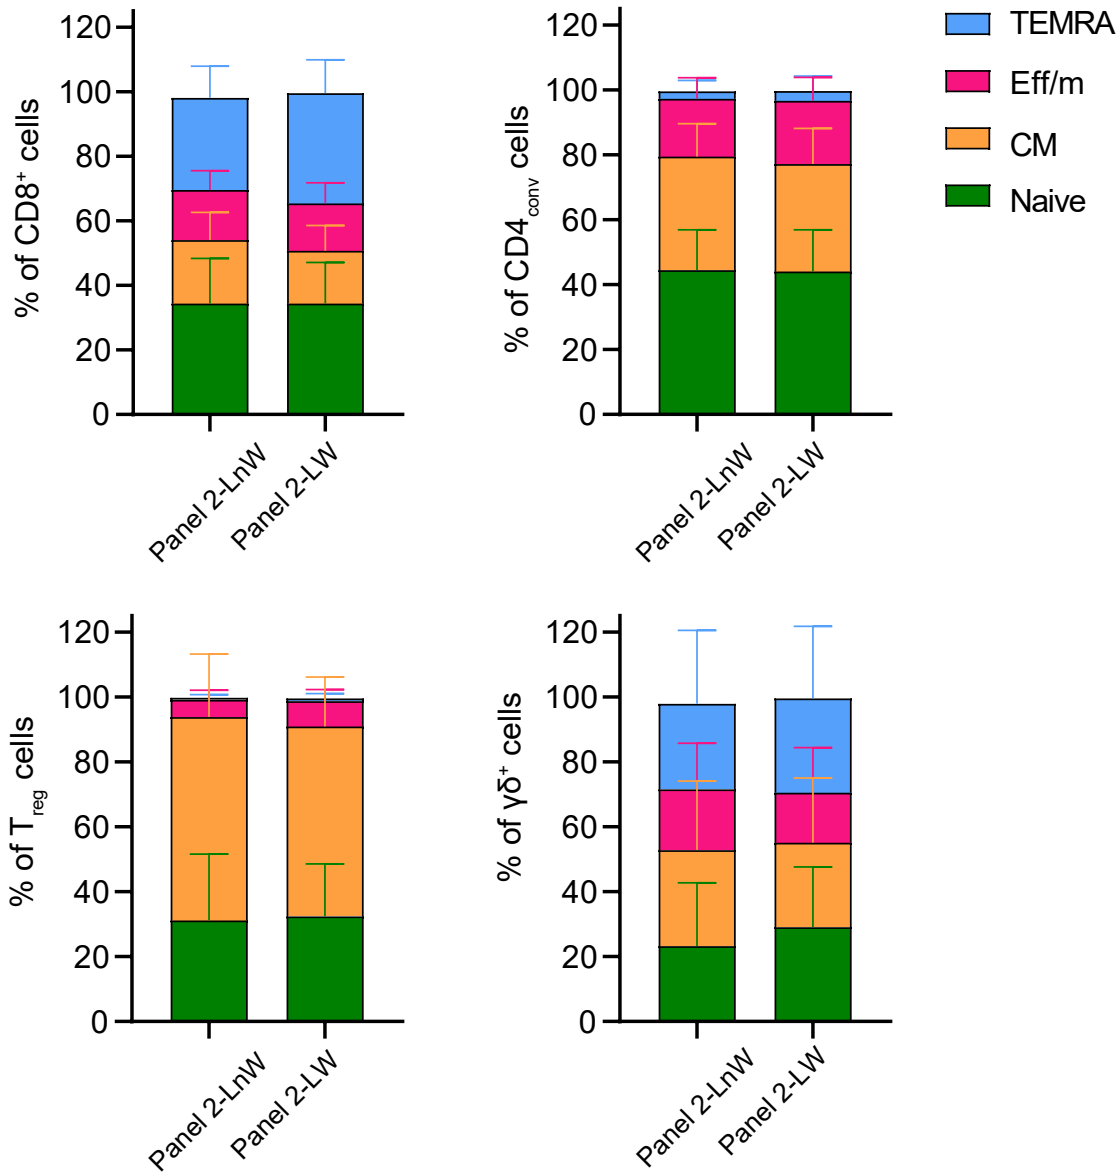 % of CD8+ cells
120
100
80
60
40
20
0
Panel 2-LnW
Panel 2-LW
% of CD4conv cells
120
100
80
60
40
20
0
Panel 2-LnW
Panel 2-LW
TEMRA
Eff/m
CM
Naive
% of Treg cells
120
100
80
60
40
20
0
Panel 2-LnW
Panel 2-LW
% of γδ+ cells
120
100
80
60
40
20
0
Panel 2-LnW
Panel 2-LW